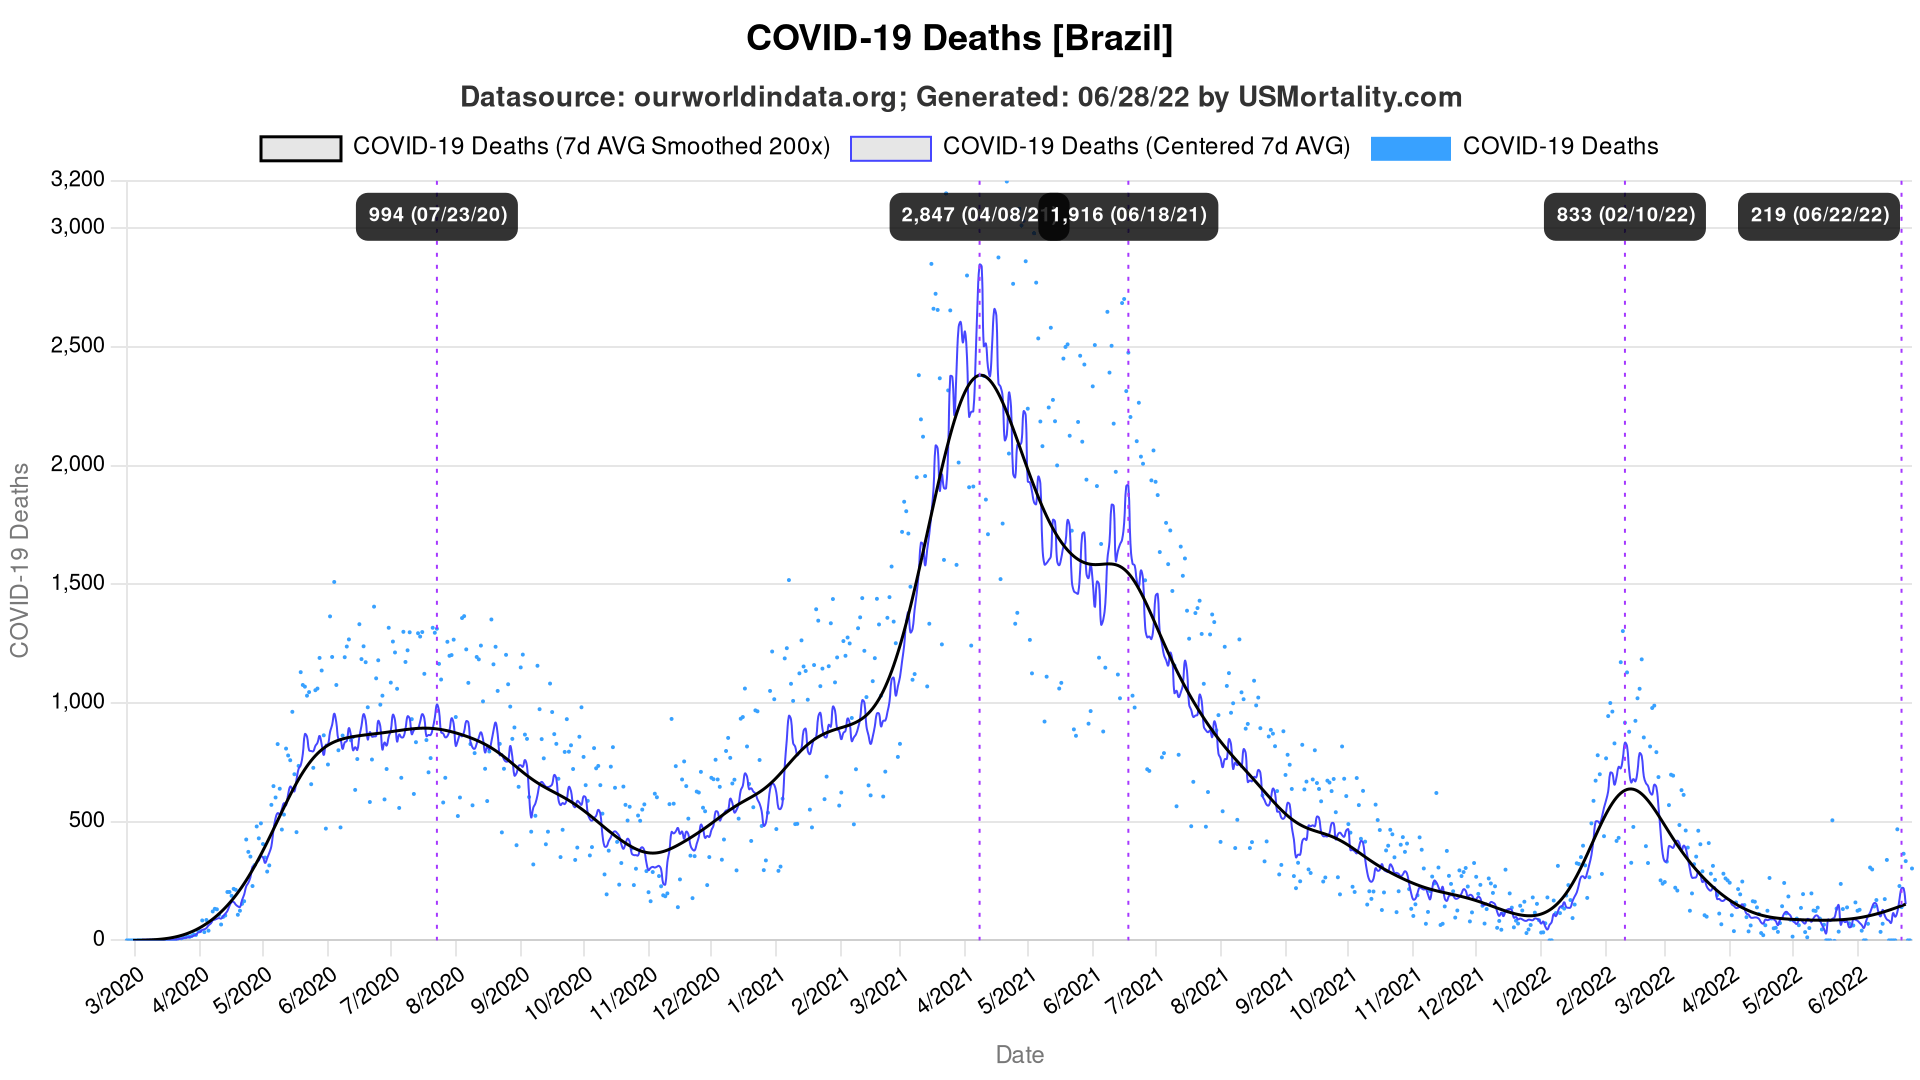 COVID-19 Deaths [Brazil]
Datasource: ourworldindata.org; Generated: 06/28/22 by USMortality.com
COVID-19 Deaths (7d AVG Smoothed 200x) COVID-19 Deaths (Centered 7d AVG) COVID-19 Deaths
994 (07/23/20) 2,847 (04/08/21) 1,916 (06/18/21) 833 (02/10/22) 219 (06/22/22)
COVID-19 Deaths
3,200
3,000
2,500
2,000
1,500
1,000
500
0
3/2020 4/2020 5/2020 6/2020 7/2020 8/2020 9/2020 10/2020 11/2020 12/2020 1/2021 2/2021 3/2021 4/2021 5/2021 6/2021 7/2021 8/2021 9/2021 10/2021 11/2021 12/2021 1/2022 2/2022 3/2022 4/2022 5/2022 6/2022
Date